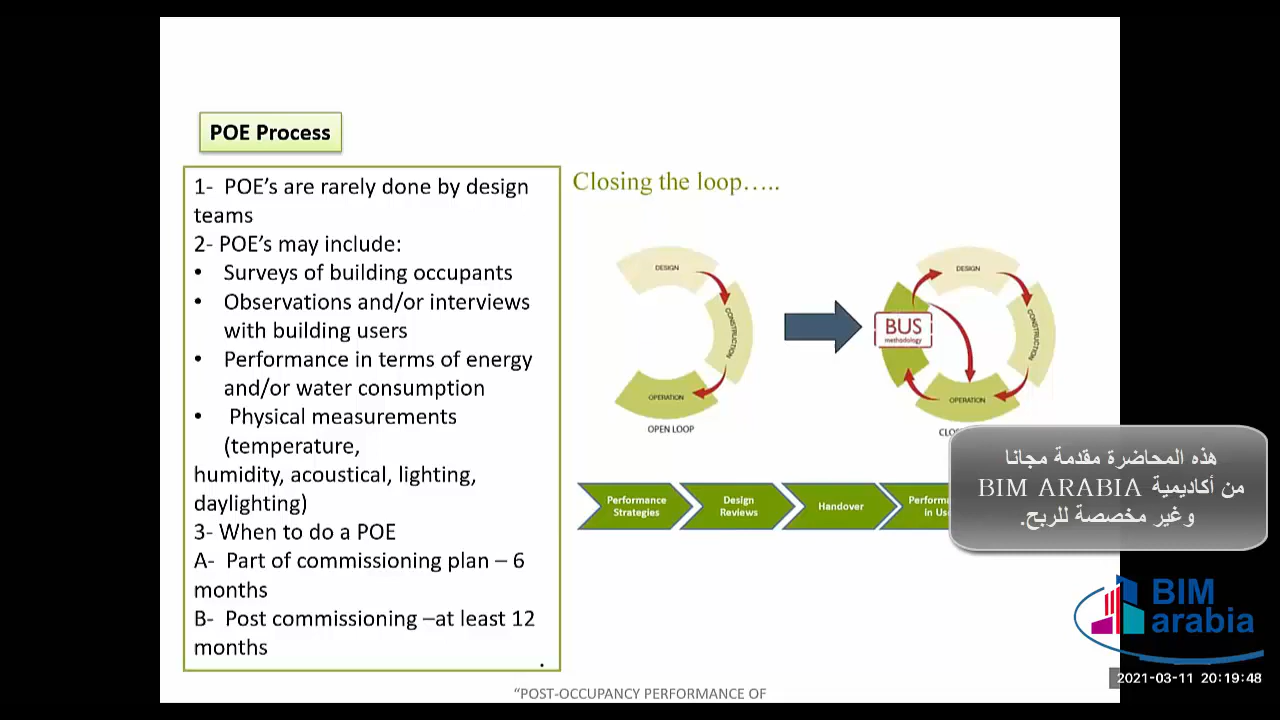 POE Process
1- POE’s are rarely done by design
teams
2- POE’s may include:
• Surveys of building occupants
• Observations and/or interviews
with building users
• Performance in terms of energy
and/or water consumption
• Physical measurements
(temperature,
humidity, acoustical, lighting,
daylighting)
3- When to do a POE
A- Part of commissioning plan – 6
months
B- Post commissioning –at least 12
months
.
Closing the loop…..
DESIGN
CONSTRUCTION
OPERATION
OPEN LOOP
DESIGN
CONSTRUCTION
OPERATION
BUS
methodology
Performance
Strategies
Design
Reviews
Handover
in Use
هذه المحاضرة مقدمة مجانا
من أكاديمية BIM ARABIA
وغير مخصصة للربح.
BIM
arabia
2021-03-11 20:19:48
“POST-OCCUPANCY PERFORMANCE OF